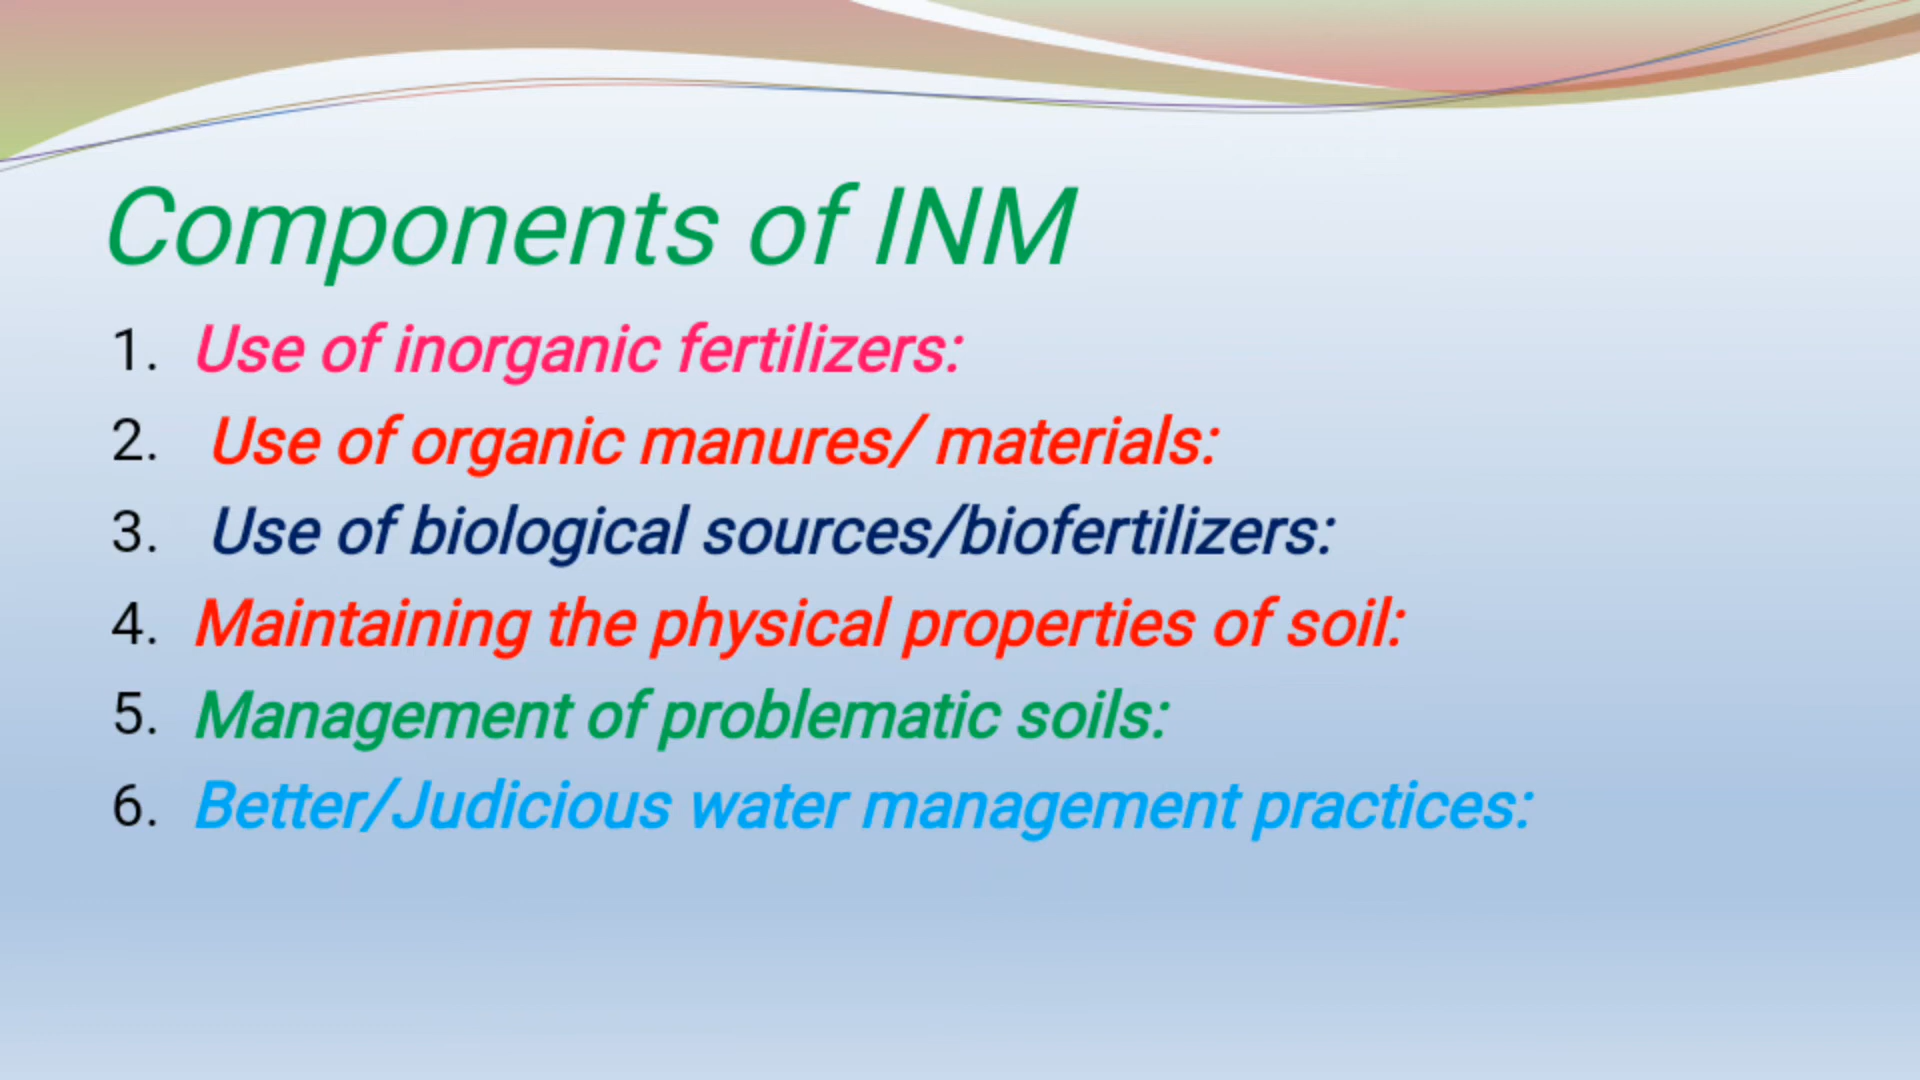 Components of INM
1. Use of inorganic fertilizers:
2. Use of organic manures/ materials:
3. Use of biological sources/biofertilizers:
4. Maintaining the physical properties of soil:
5. Management of problematic soils:
6. Better/Judicious water management practices: